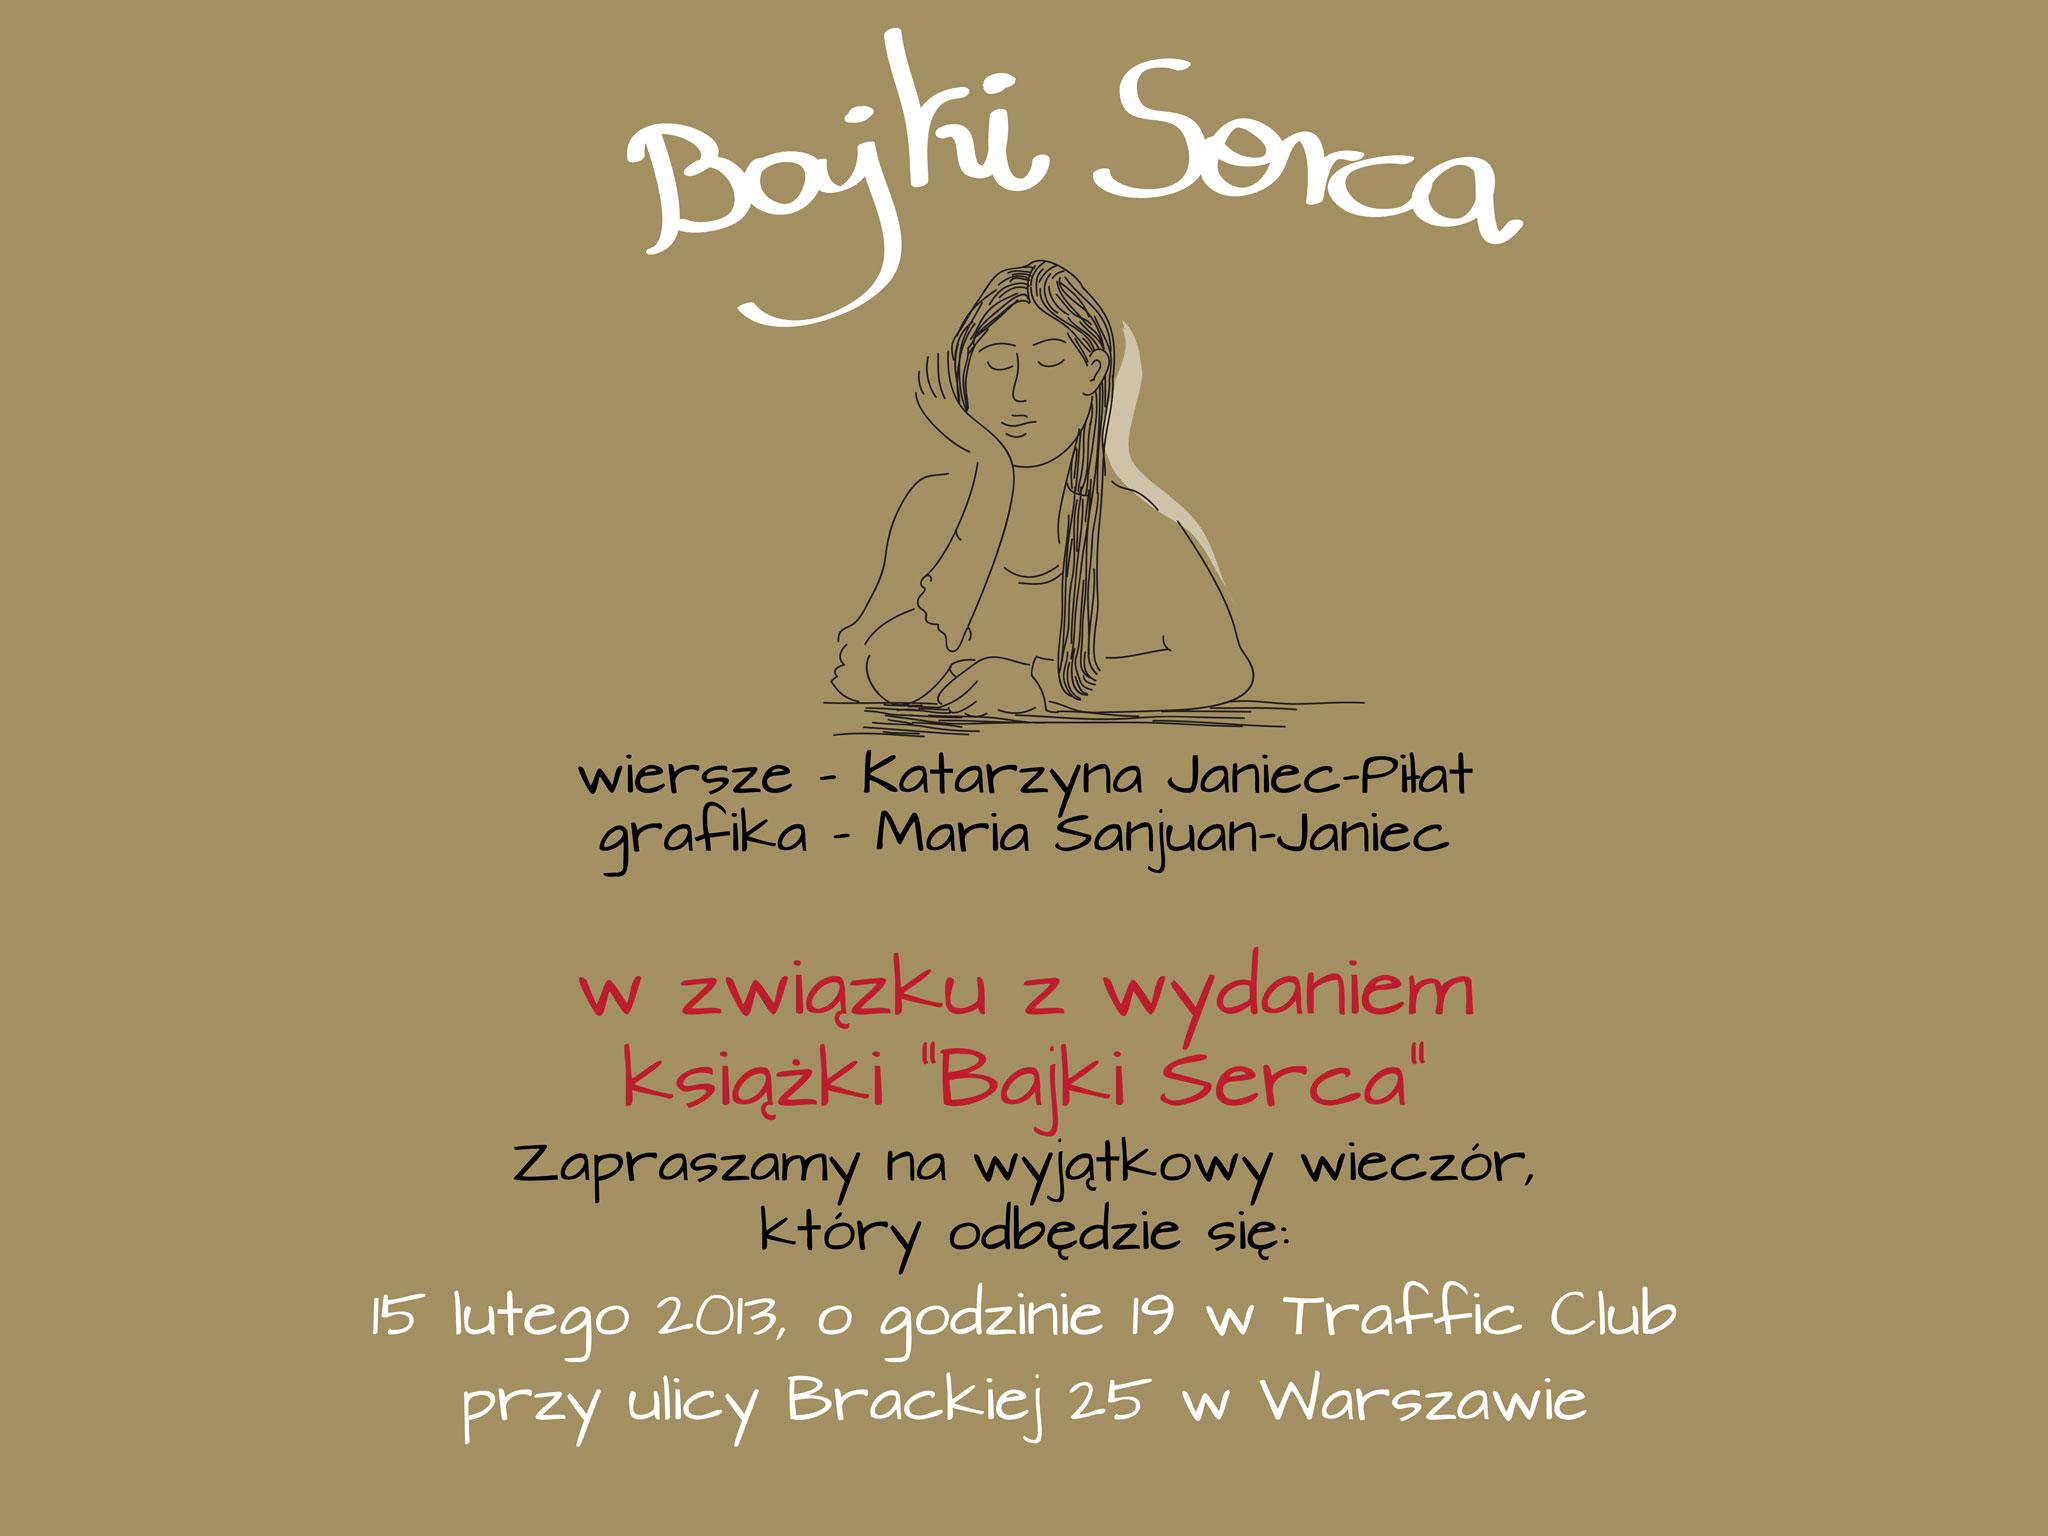 Bajki Serca
wiersze - Katarzyna Janiec-Piłat
grafika - Maria Sanjuan-Janiec
w związku z wydaniem
książki "Bajki Serca"
Zapraszamy na wyjątkowy wieczór,
który odbędzie się:
15 lutego 2013, o godzinie 19 w Traffic Club
przy ulicy Brackiej 25 w Warszawie